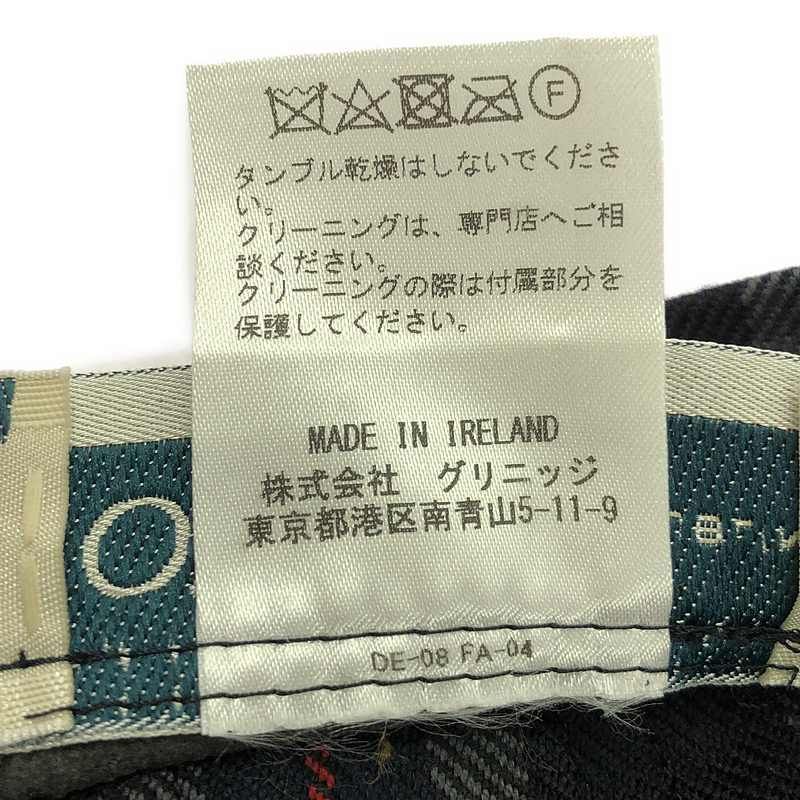 F
タンブル乾燥はしないでくださ
い。
クリーニングは、専門店へご相
談ください。
クリーニングの際は付属部分を
保護してください。
MADE IN IRELAND
株式会社 グリニッジ
東京都港区南青山5-11-9
DE-08 FA-04